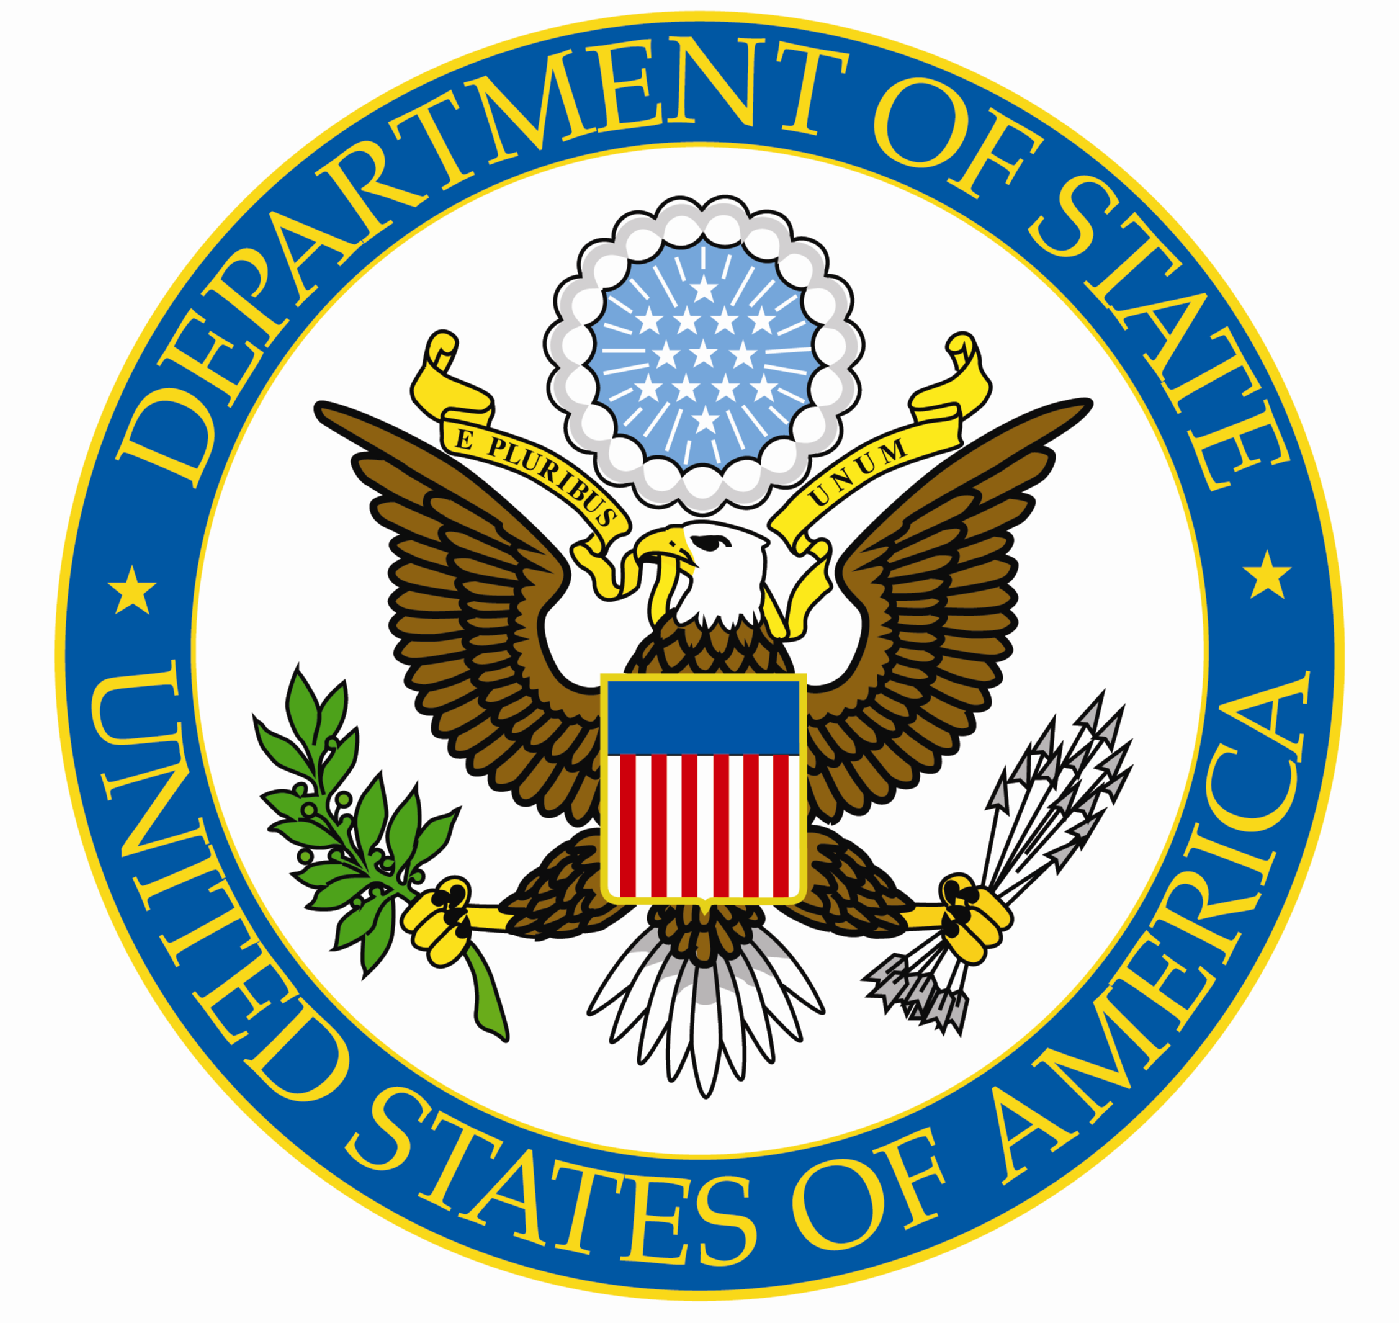 DEPARTMENT OF STATE
E PLURIBUS UNUM
UNITED STATES OF AMERICA